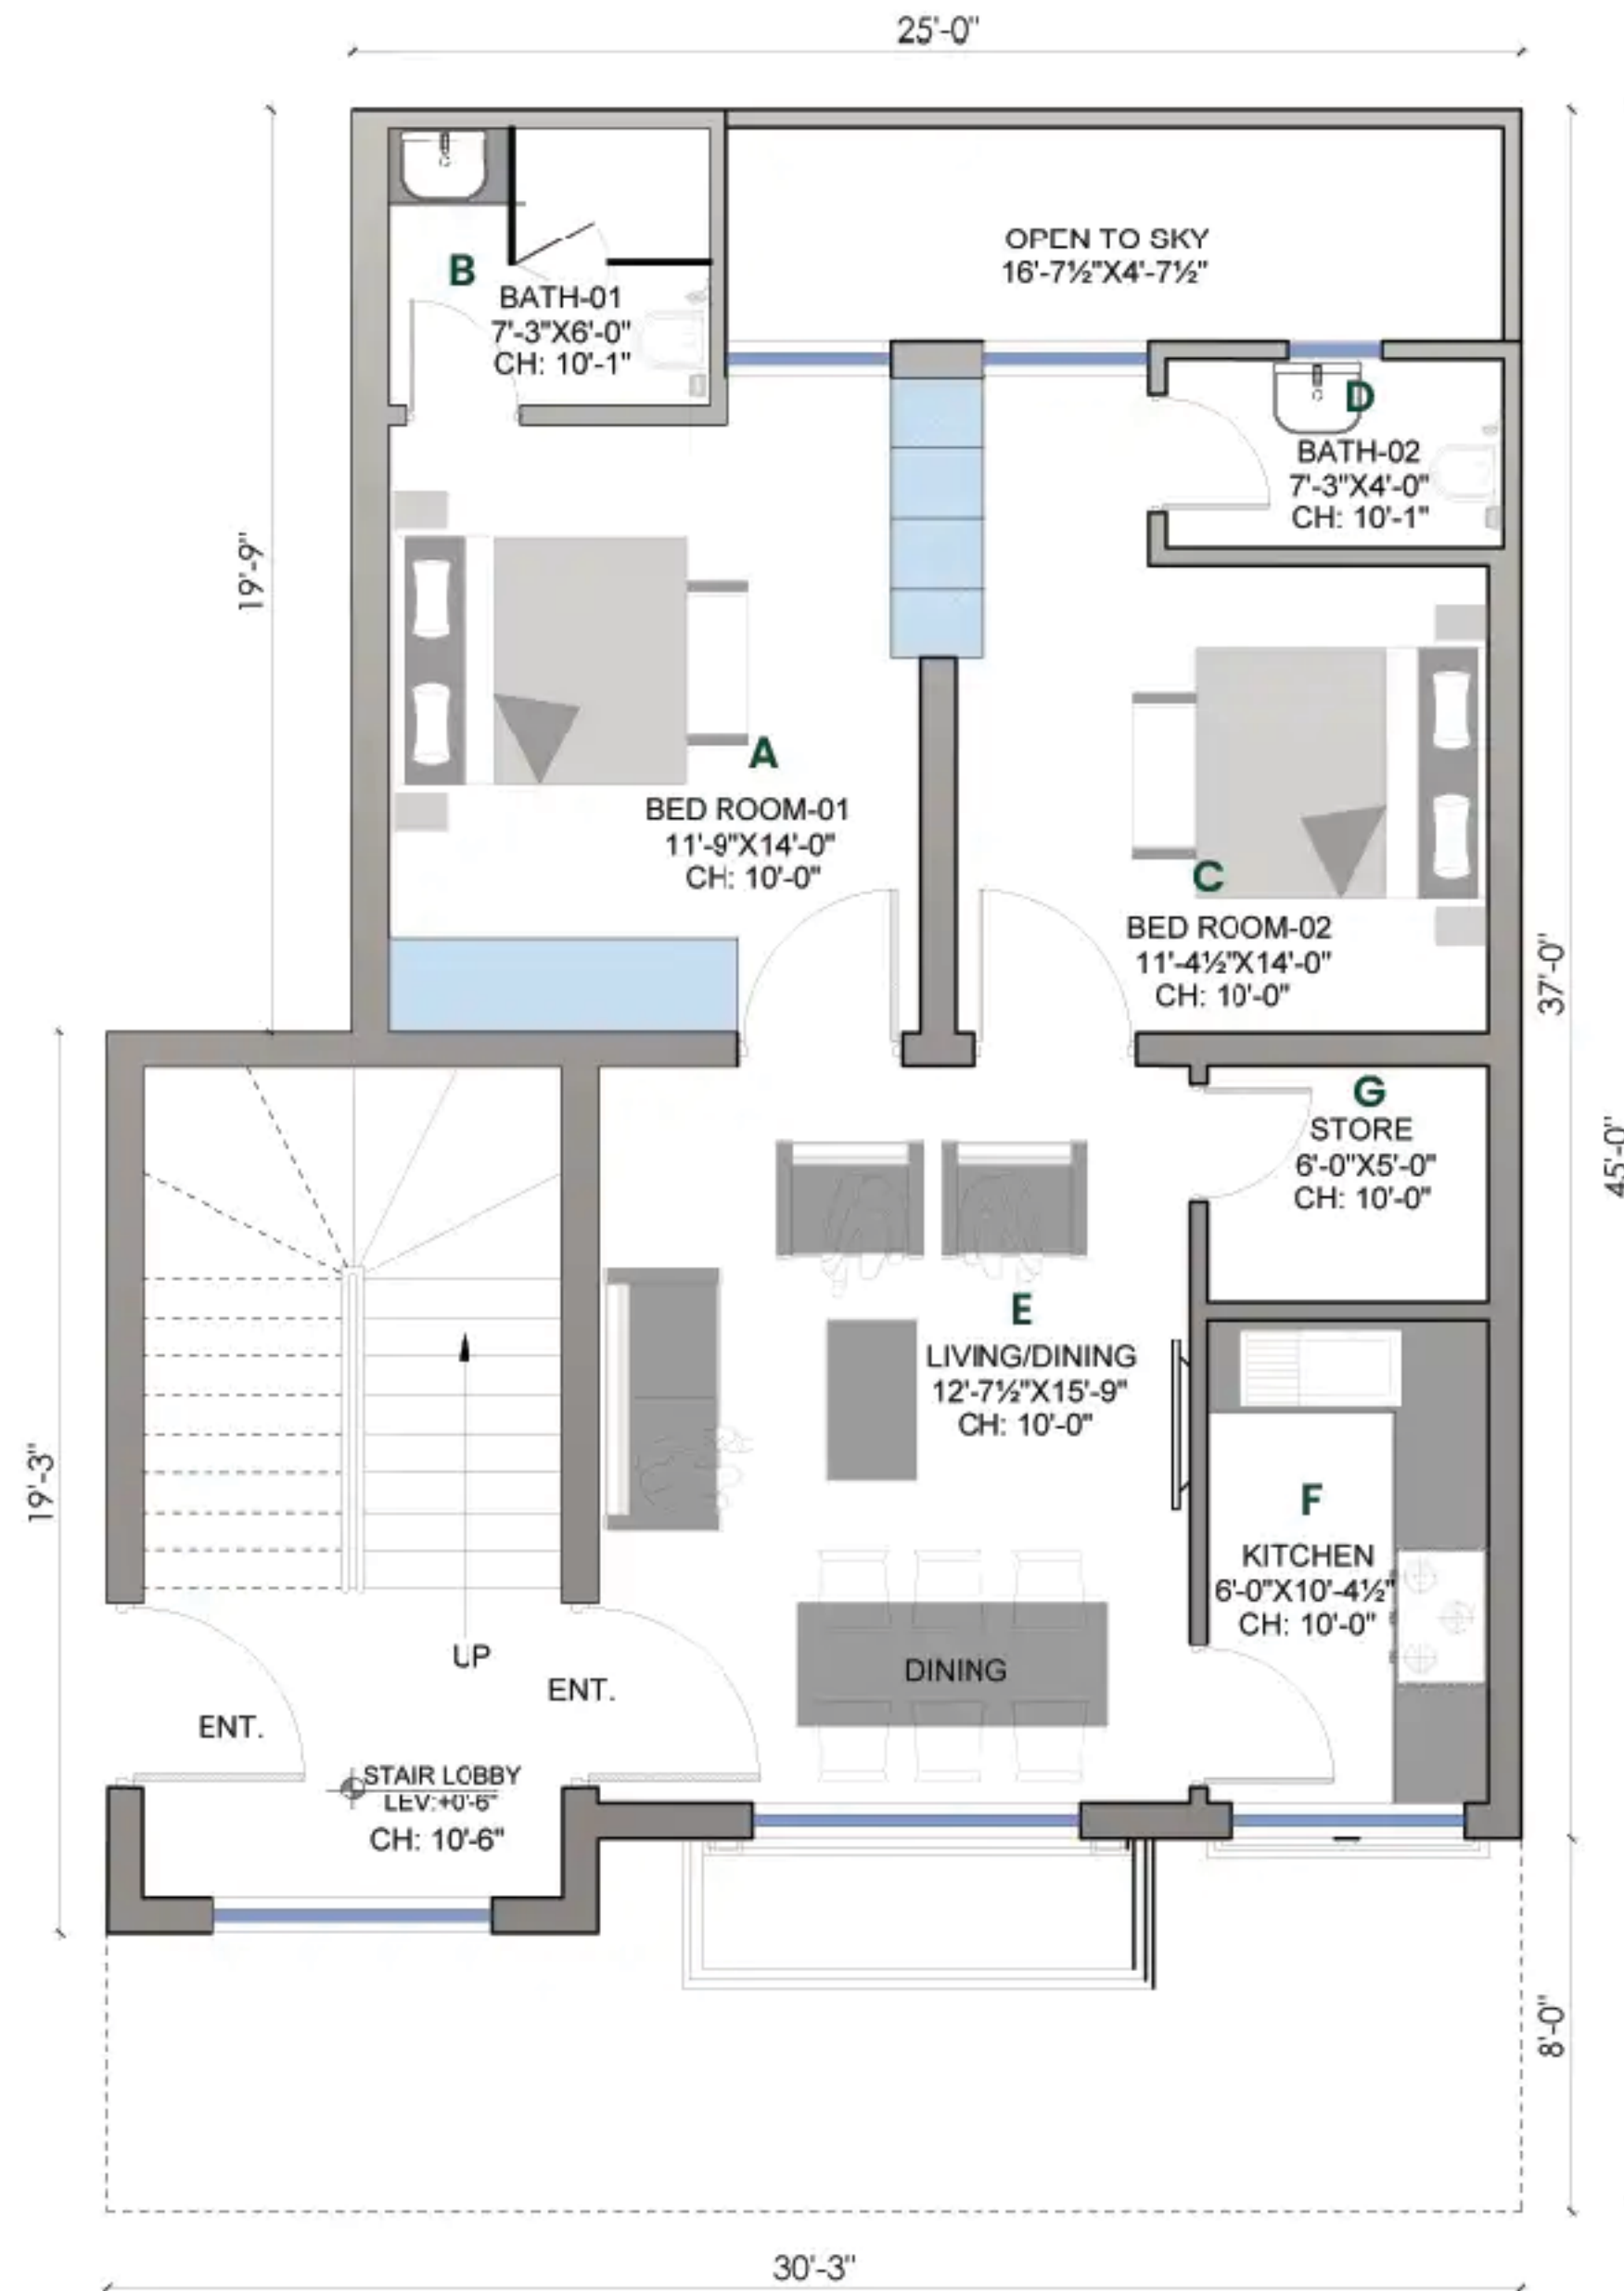 25'-0"
OPEN TO SKY
16'-7½"X4'-7½"
B
BATH-01
7'-3"X6'-0"
CH: 10'-1"
D
BATH-02
7'-3"X4'-0"
CH: 10'-1"
19'-9"
A
BED ROOM-01
11'-9"X14'-0"
CH: 10'-0"
C
BED ROOM-02
11'-4½"X14'-0"
CH: 10'-0"
37'-0"
45'-0"
G
STORE
6'-0"X5'-0"
CH: 10'-0"
E
LIVING/DINING
12'-7½"X15'-9"
CH: 10'-0"
19'-3"
F
KITCHEN
6'-0"X10'-4½"
CH: 10'-0"
UP
DINING
ENT.
ENT.
STAIR LOBBY
LEV:+0'-6"
CH: 10'-6"
8'-0"
30'-3"